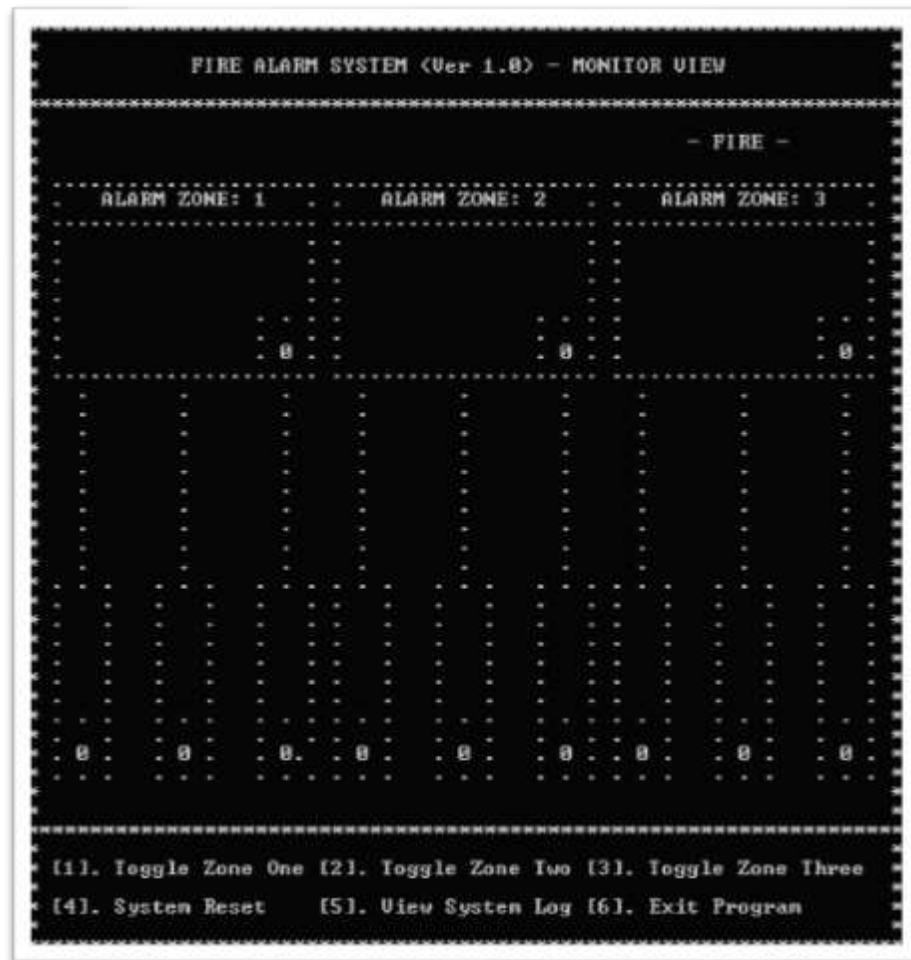 FIRE ALARM SYSTEM (Ver 1.0) - MONITOR VIEW
- FIRE -
ALARM ZONE: 1 ALARM ZONE: 2 ALARM ZONE: 3
0 0 0
0 0 0 0 0 0 0 0 0
[1]. Toggle Zone One [2]. Toggle Zone Two [3]. Toggle Zone Three
[4]. System Reset [5]. View System Log [6]. Exit Program